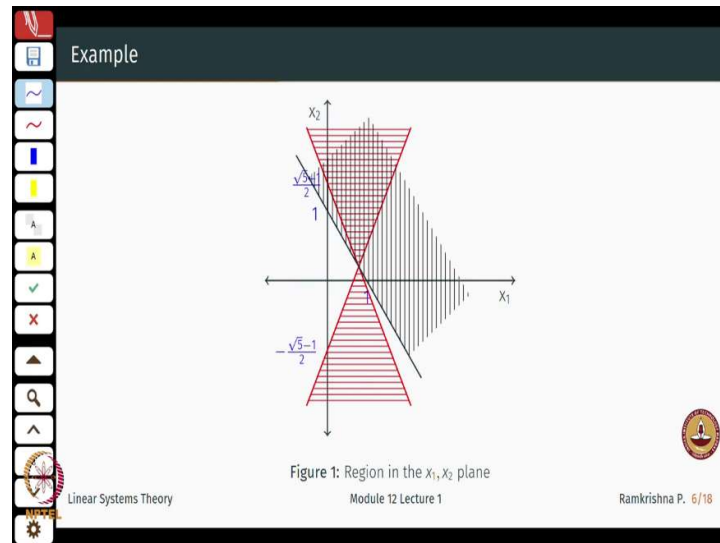 Example
X₂
√5+1
2
1
1
X₁
−√5−1
2
Figure 1: Region in the x₁, x₂ plane
Linear Systems Theory
Module 12 Lecture 1
Ramkrishna P. 6/18
NPTEL
A
A